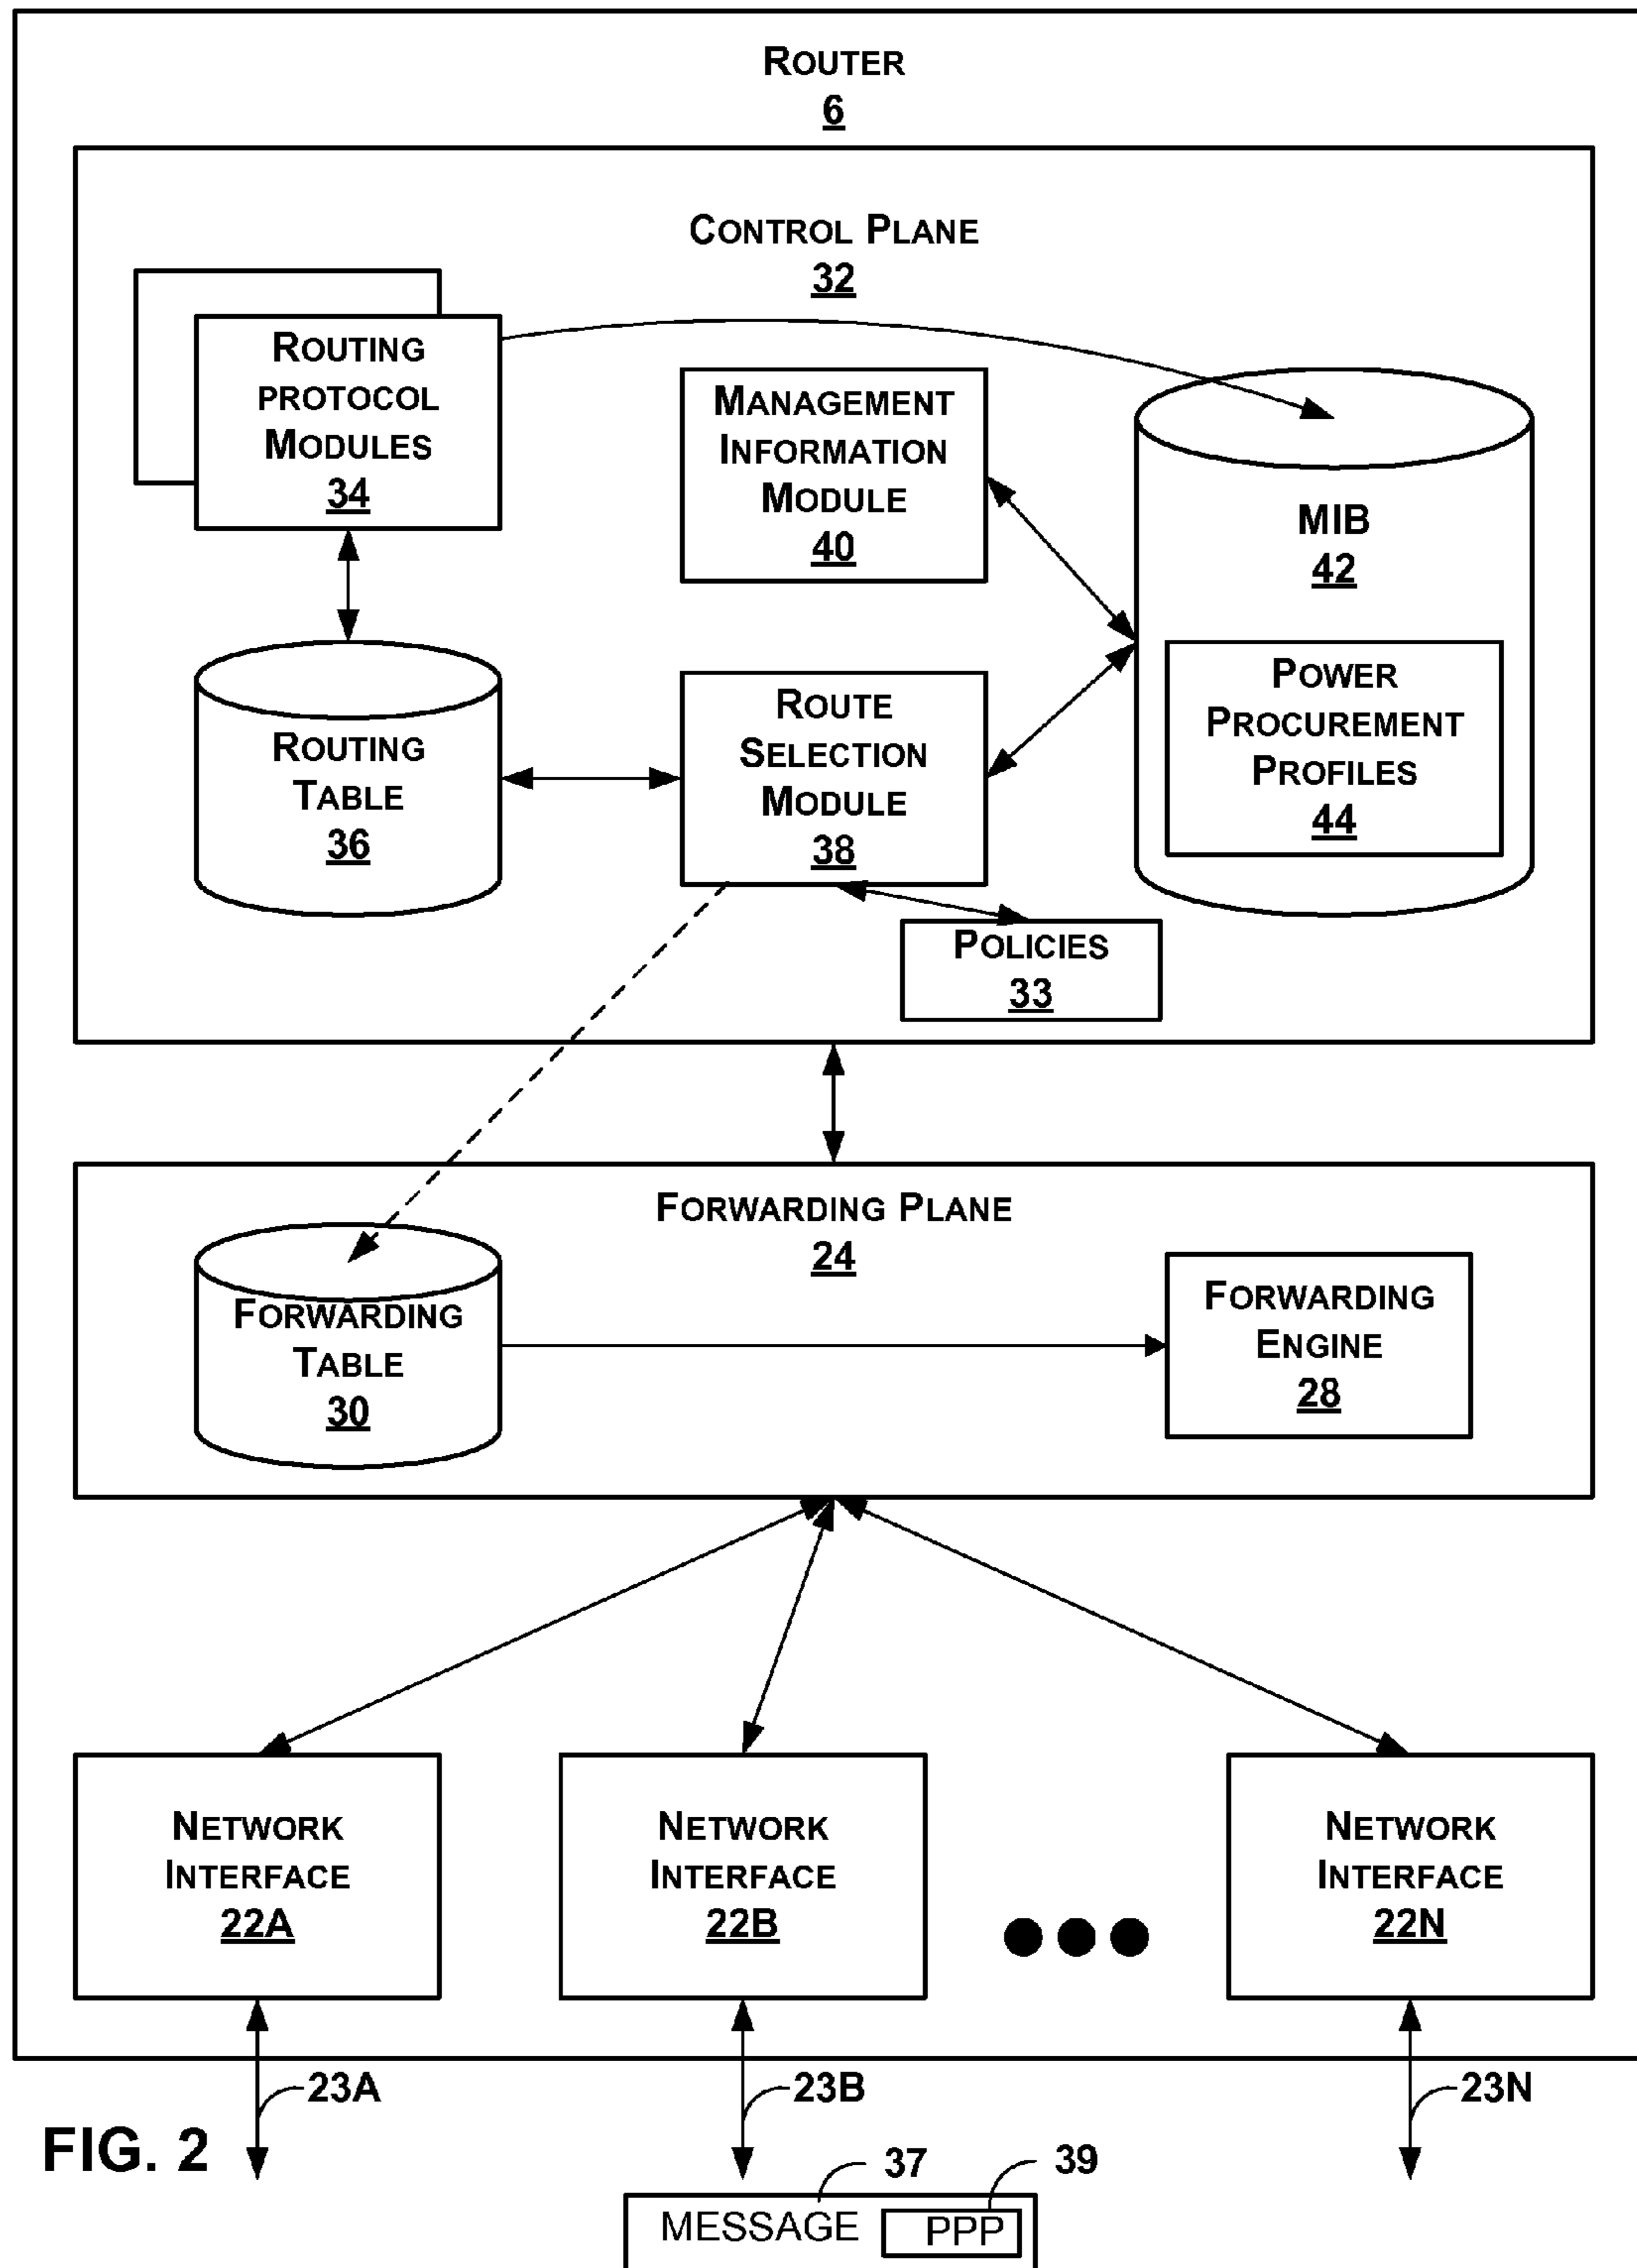 ROUTER
6
CONTROL PLANE
32
ROUTING
PROTOCOL
MODULES
34
MANAGEMENT
INFORMATION
MODULE
40
MIB
42
POWER
PROCUREMENT
PROFILES
44
ROUTING
TABLE
36
ROUTE
SELECTION
MODULE
38
POLICIES
33
FORWARDING PLANE
24
FORWARDING
TABLE
30
FORWARDING
ENGINE
28
NETWORK
INTERFACE
22A
NETWORK
INTERFACE
22B
NETWORK
INTERFACE
22N
23A
23B
23N
FIG. 2
37
39
MESSAGE
PPP